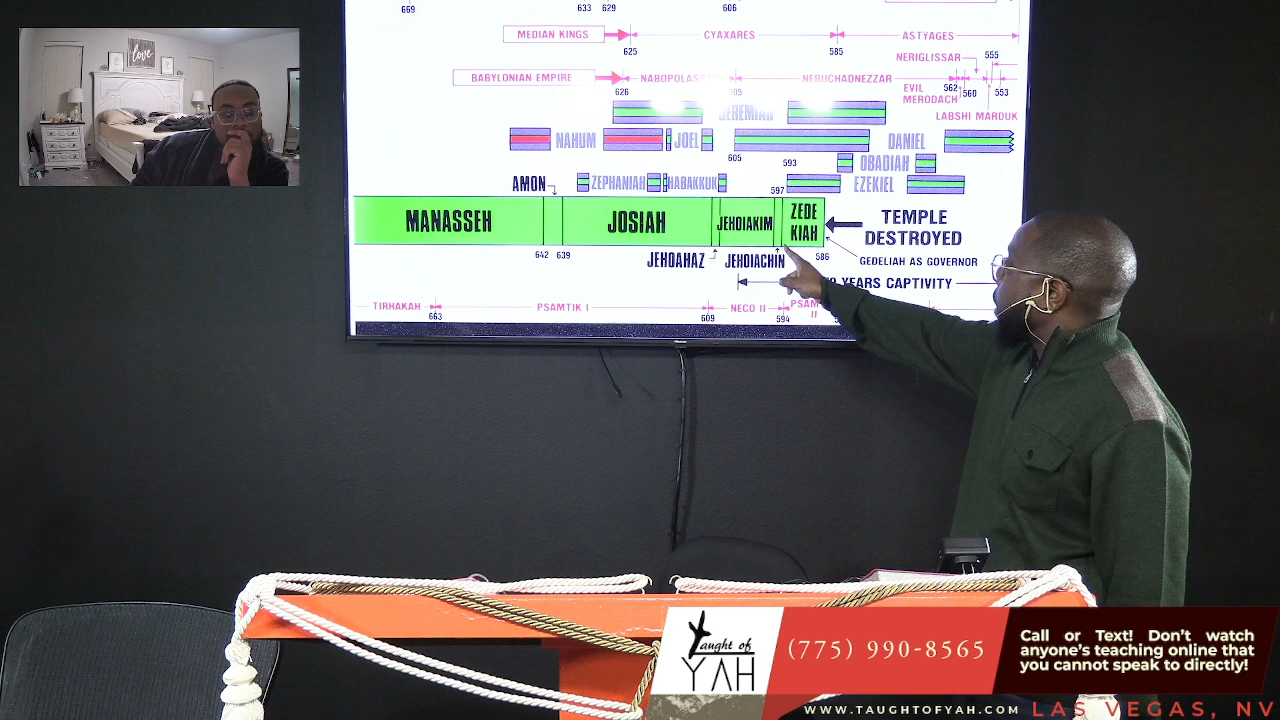 669
633
629
606
MEDIAN KINGS
CYAXARES
ASTYAGES
625
585
NERIGLISSAR
555
BABYLONIAN EMPIRE
NEBUCHADNEZZAR
626
562
560
553
EVIL
MERODACH
LABSHI MARDUK
JEREMIAH
NAHUM
JOEL
DANIEL
605
593
OBADIAH
AMON
ZEPHANIAH
HABAKKUK
597
EZEKIEL
MANASSEH
JOSIAH
JEHOIAKIM
ZEDE
KIAH
TEMPLE
DESTROYED
642
639
JEHOAHAZ
JEHOIACHIN
586
GEDELIAH AS GOVERNOR
YEARS CAPTIVITY
TIRHAKAH
PSAMTIK I
NECO II
II
663
609
594
love
Taught of
YAH
(775) 990-8565
Call or Text! Don't watch
anyone's teaching online that
you cannot speak to directly!
WWW.TAUGHTOFYAH.COM
LAS VEGAS, NV